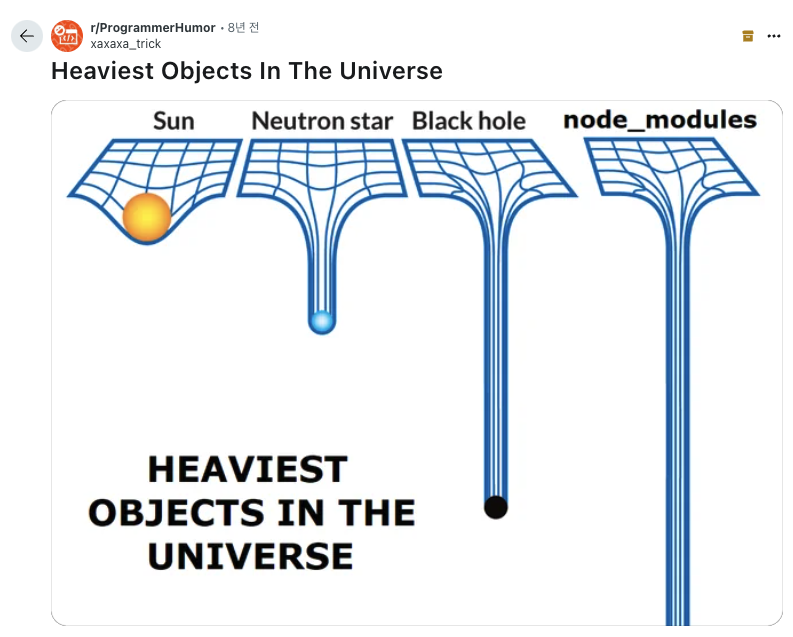 r/ProgrammerHumor • 8년 전
xaxaxa_trick
Heaviest Objects In The Universe
Sun Neutron star Black hole node_modules
HEAVIEST
OBJECTS IN THE
UNIVERSE